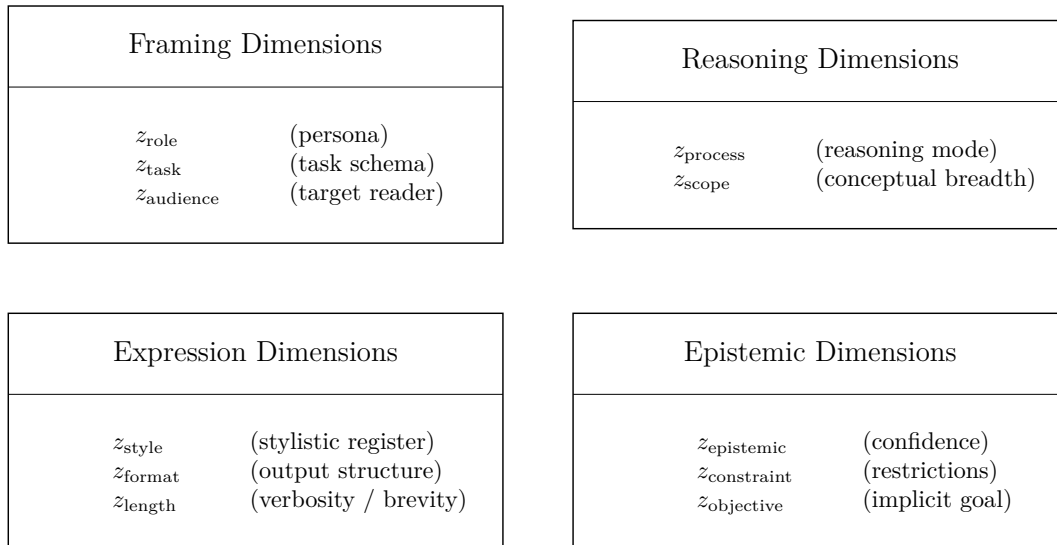 Framing Dimensions
z_role (persona)
z_task (task schema)
z_audience (target reader)
Reasoning Dimensions
z_process (reasoning mode)
z_scope (conceptual breadth)
Expression Dimensions
z_style (stylistic register)
z_format (output structure)
z_length (verbosity / brevity)
Epistemic Dimensions
z_epistemic (confidence)
z_constraint (restrictions)
z_objective (implicit goal)